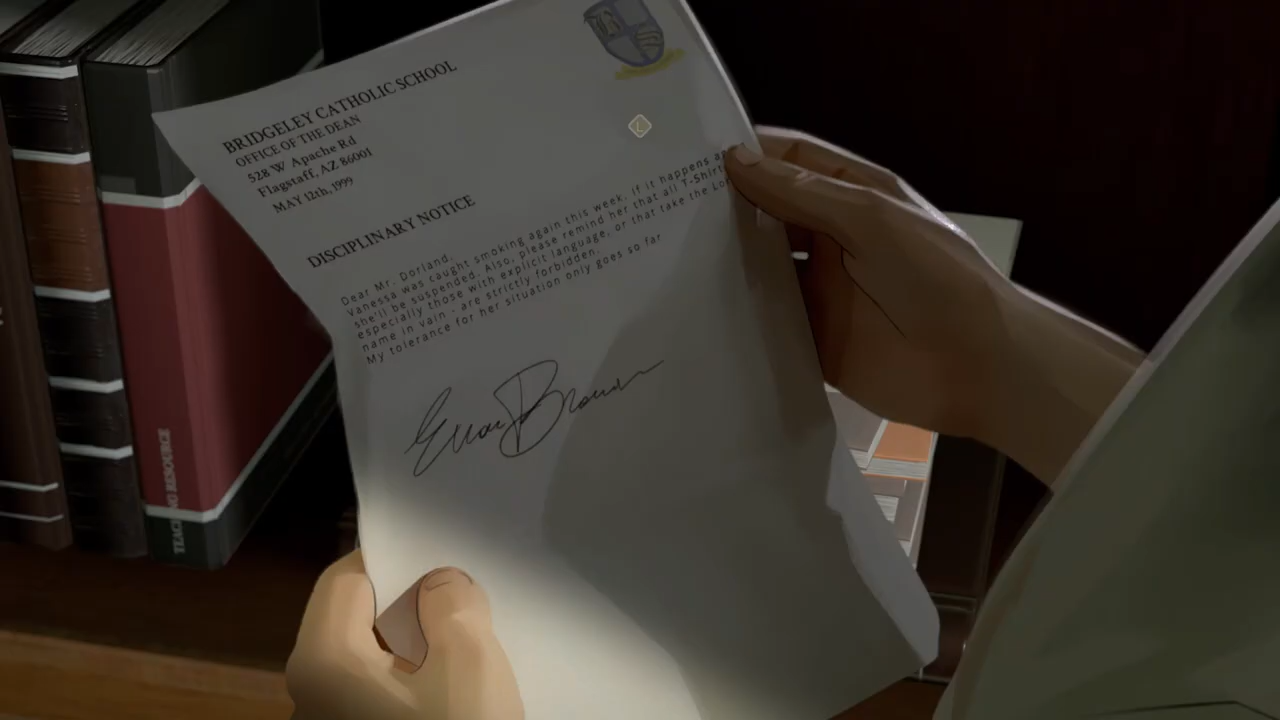 BRIDGELEY CATHOLIC SCHOOL
OFFICE OF THE DEAN
528 W Apache Rd
Flagstaff, AZ 86001
MAY 12th, 1999
DISCIPLINARY NOTICE
Dear Mr. Dorland,
Vanessa was caught smoking again this week. If it happens
she'll be suspended. Also, please remind her that all T-Shirt
especially those with explicit language, or that take the
name in vain - are strictly forbidden.
My tolerance for her situation only goes so far
L
RESOURCE